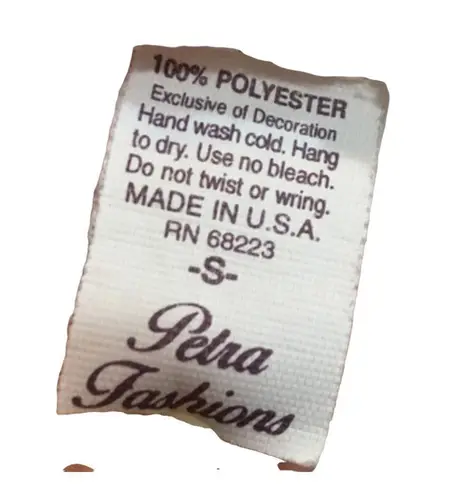 100% POLYESTER
Exclusive of Decoration
Hand wash cold. Hang
to dry. Use no bleach.
Do not twist or wring.
MADE IN U.S.A.
RN 68223
-S-
Petra
Fashions